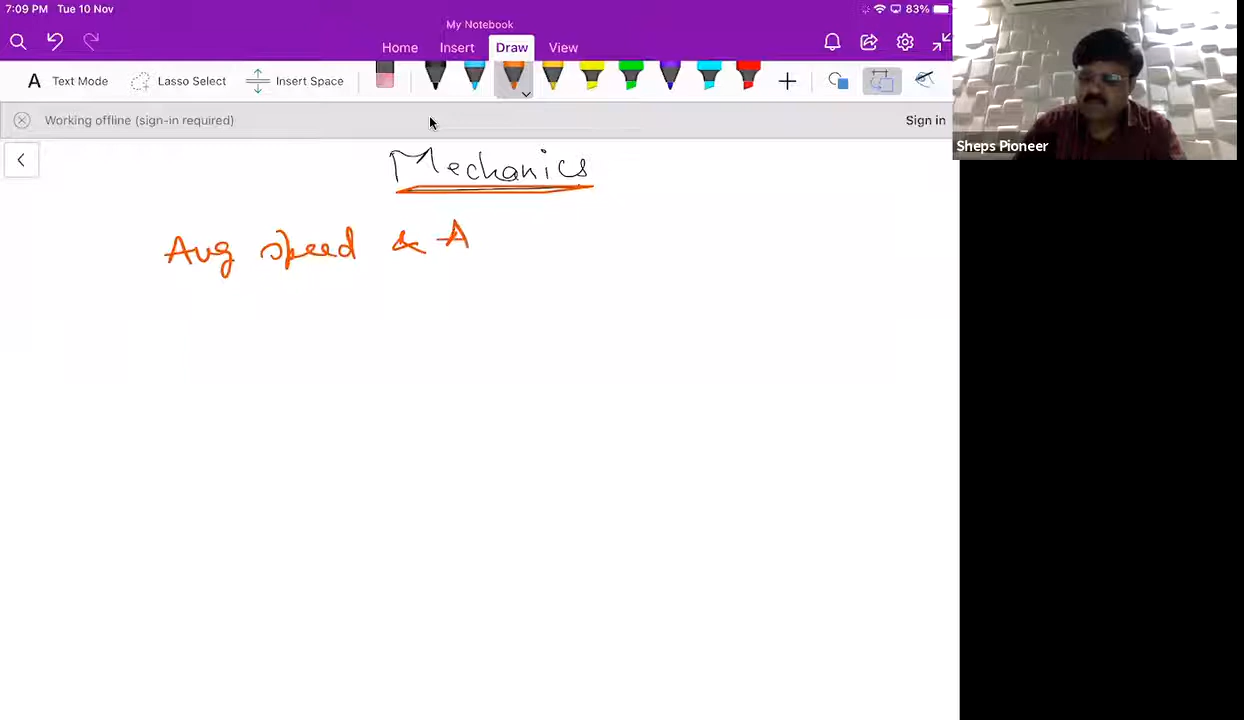 7:09 PM Tue 10 Nov
83%
My Notebook
Home Insert Draw View
A Text Mode Lasso Select Insert Space
Working offline (sign-in required) Sign in
Sheps Pioneer
Mechanics
Avg speed & A